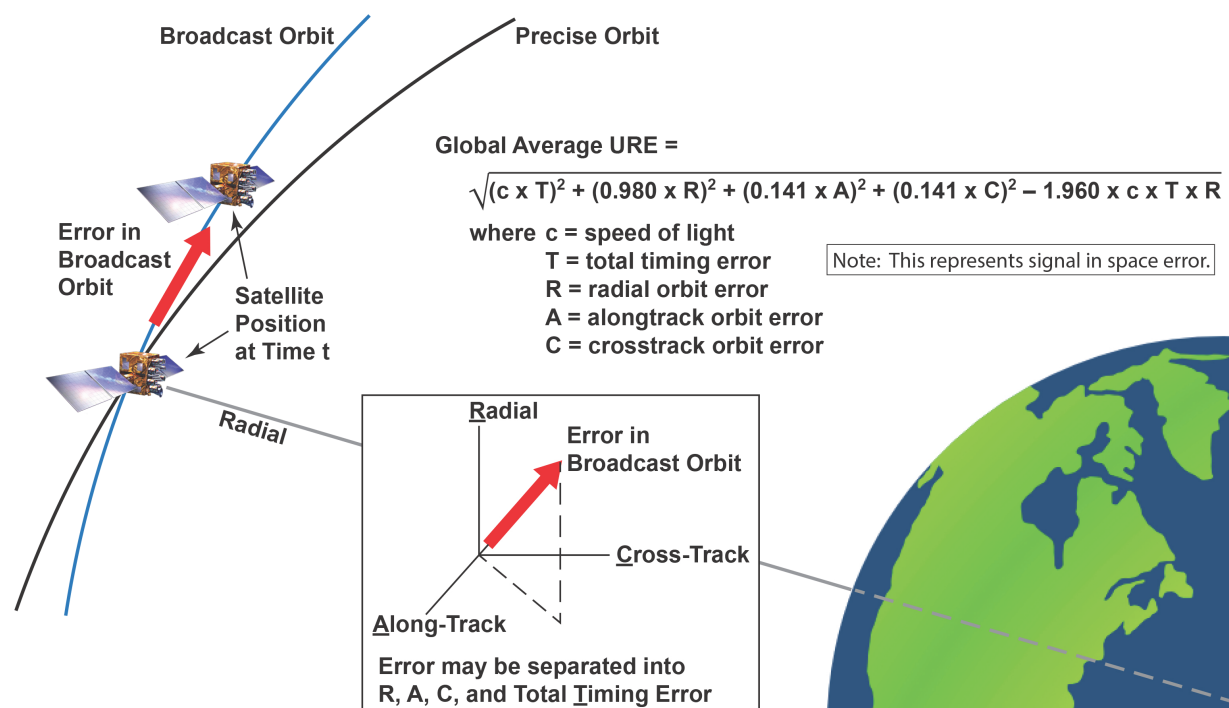 Broadcast Orbit
Precise Orbit
Global Average URE =
√(c x T)² + (0.980 x R)² + (0.141 x A)² + (0.141 x C)² – 1.960 x c x T x R
where c = speed of light
T = total timing error
R = radial orbit error
A = alongtrack orbit error
C = crosstrack orbit error
Note: This represents signal in space error.
Error in
Broadcast
Orbit
Satellite
Position
at Time t
Radial
Radial
Error in
Broadcast Orbit
Cross-Track
Along-Track
Error may be separated into
R, A, C, and Total Timing Error